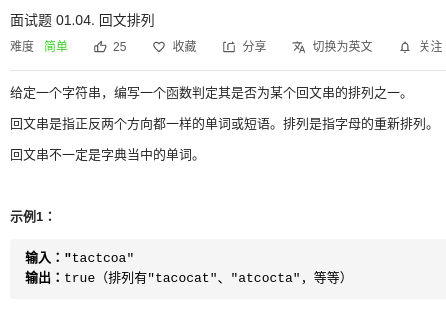 面试题 01.04. 回文排列
难度 简单 25 收藏 分享 切换为英文 关注
给定一个字符串，编写一个函数判定其是否为某个回文串的排列之一。
回文串是指正反两个方向都一样的单词或短语。排列是指字母的重新排列。
回文串不一定是字典当中的单词。
示例1：
输入："tactcoa"
输出：true（排列有"tacocat"、"atcocta"，等等）